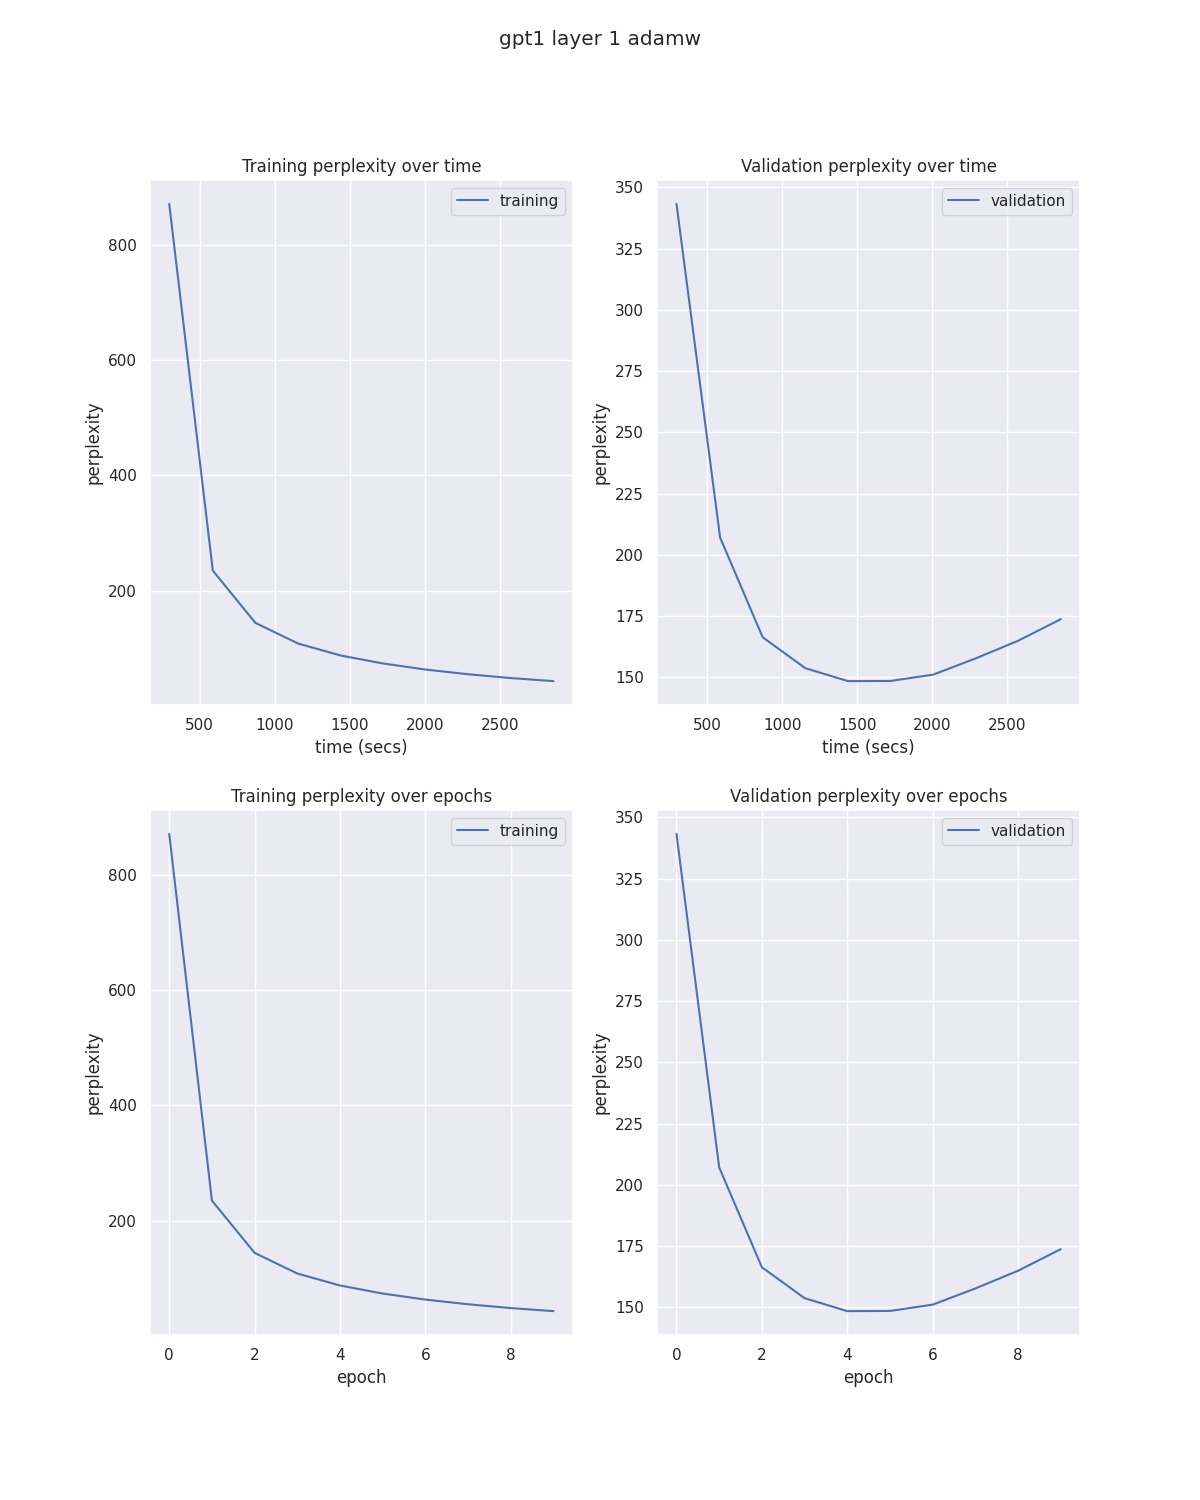 gpt1 layer 1 adamw
Training perplexity over time
training
800
600
400
200
perplexity
500 1000 1500 2000 2500
time (secs)
Validation perplexity over time
validation
350
325
300
275
250
225
200
175
150
perplexity
500 1000 1500 2000 2500
time (secs)
Training perplexity over epochs
training
800
600
400
200
perplexity
0 2 4 6 8
epoch
Validation perplexity over epochs
validation
350
325
300
275
250
225
200
175
150
perplexity
0 2 4 6 8
epoch